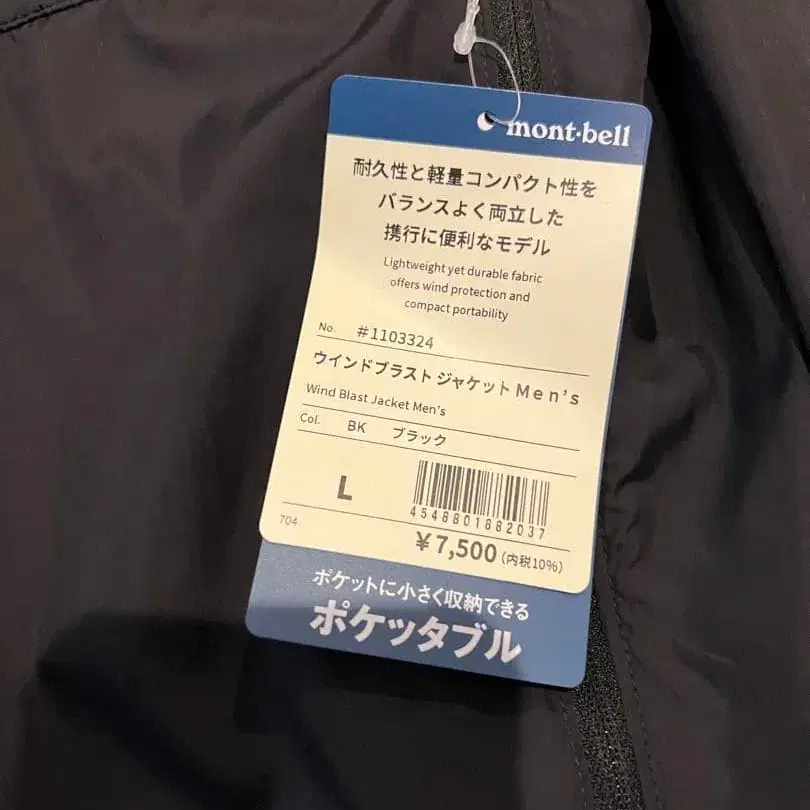 mont·bell
耐久性と軽量コンパクト性を
バランスよく両立した
携行に便利なモデル
Lightweight yet durable fabric
offers wind protection and
compact portability
No. #1103324
ウインドブラスト ジャケット Men's
Wind Blast Jacket Men's
Col. BK ブラック
L
4548801882037
704
¥7,500 (内税10%)
ポケットに小さく収納できる
ポケッタブル